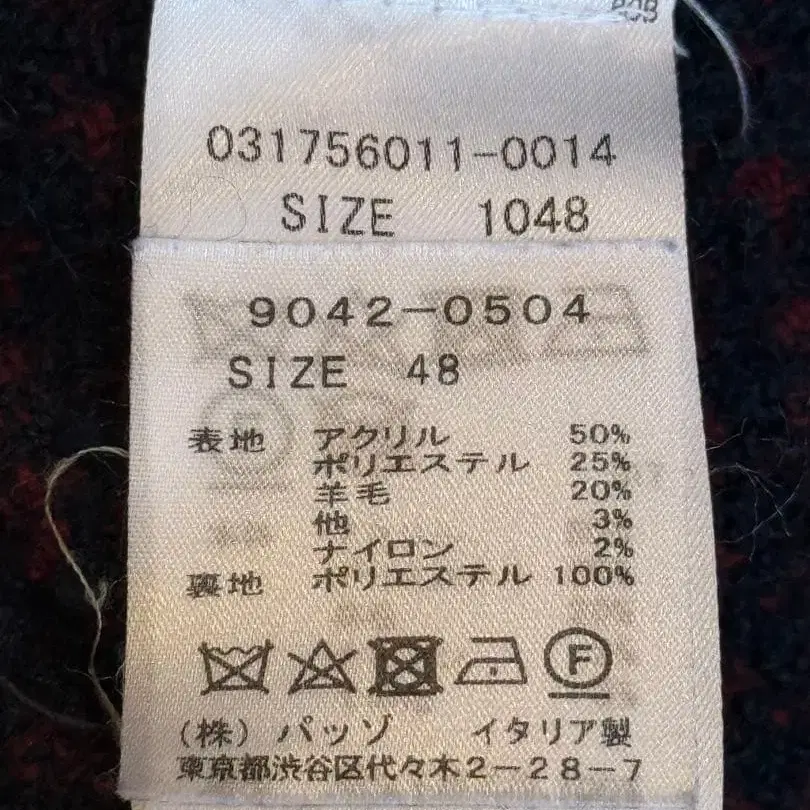 031756011-0014
SIZE 1048
9042-0504
SIZE 48
表地 アクリル 50%
ポリエステル 25%
羊毛 20%
他 3%
ナイロン 2%
裏地 ポリエステル 100%
F
(株) パッゾ イタリア製
東京都渋谷区代々木2-28-7